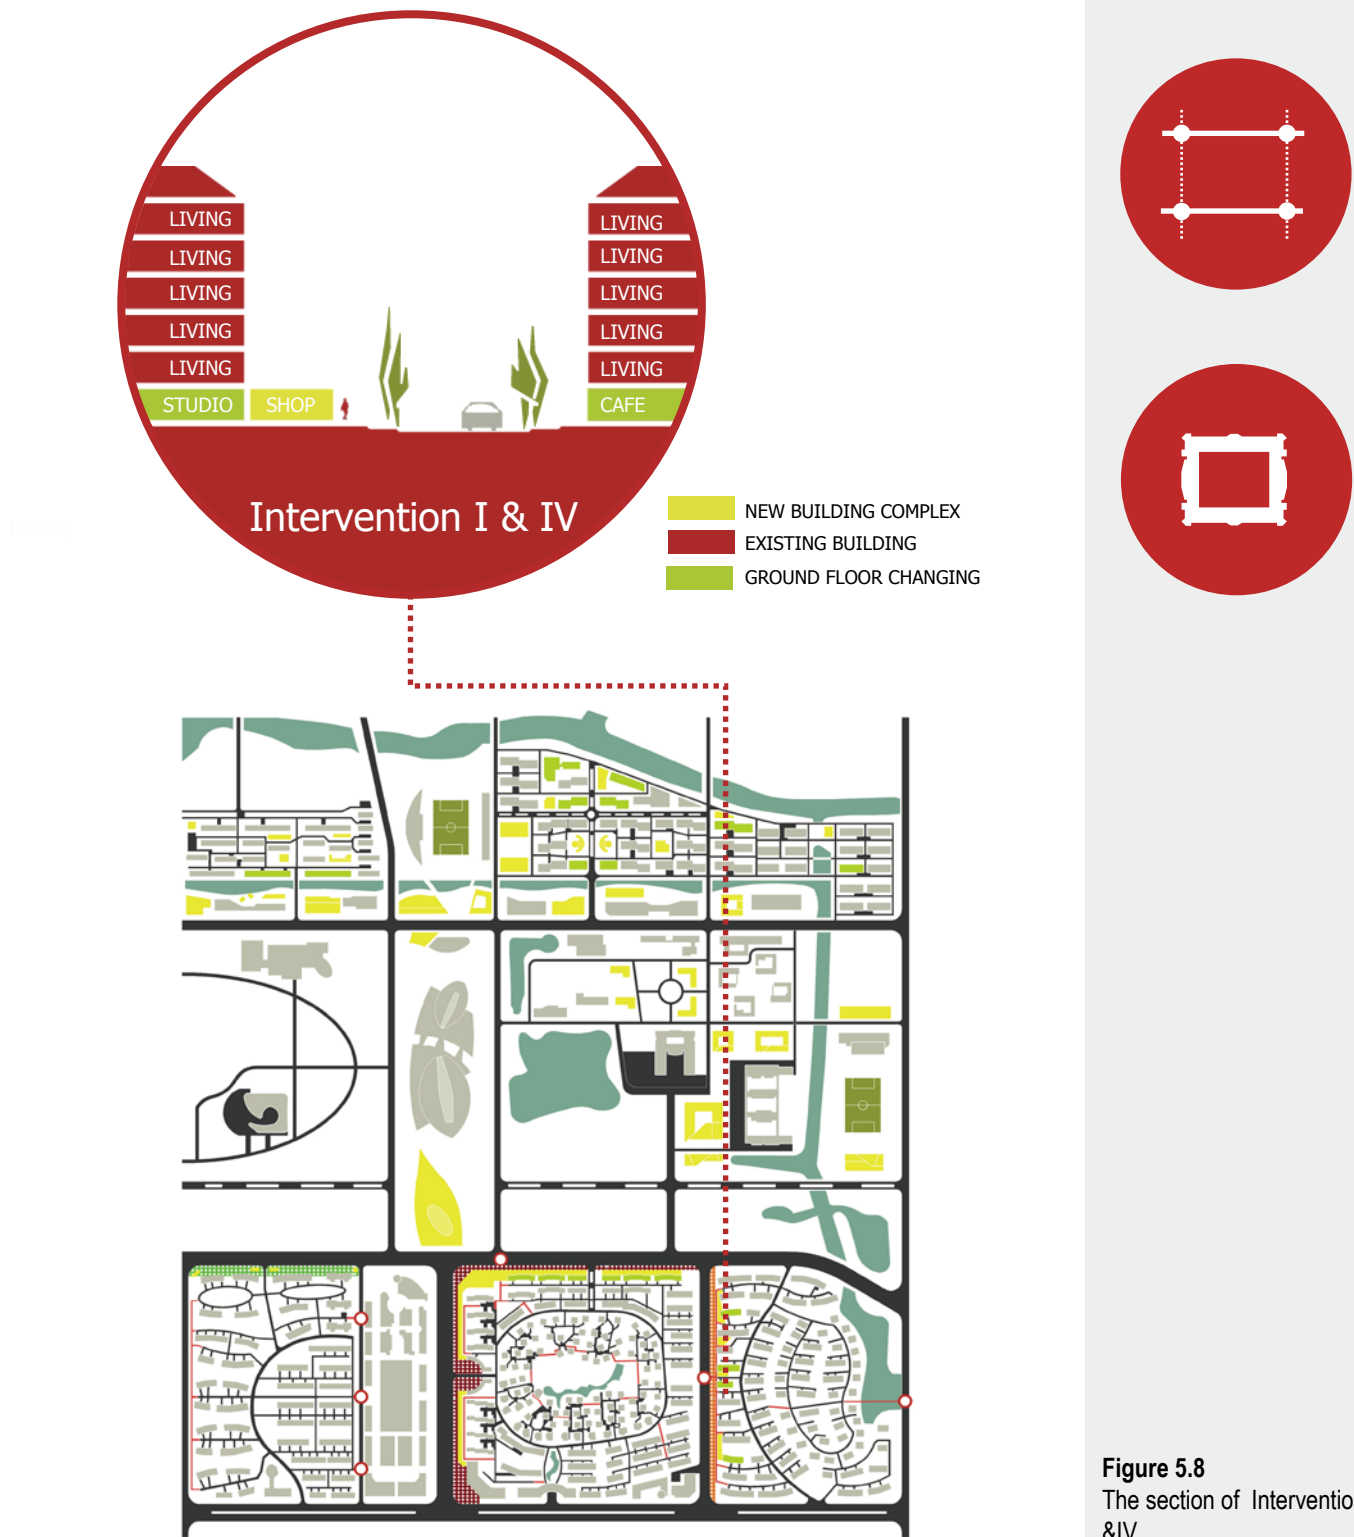 LIVING LIVING
LIVING LIVING
LIVING LIVING
LIVING LIVING
LIVING LIVING
STUDIO SHOP CAFE
Intervention I & IV
NEW BUILDING COMPLEX
EXISTING BUILDING
GROUND FLOOR CHANGING
Figure 5.8
The section of Interventio
&IV